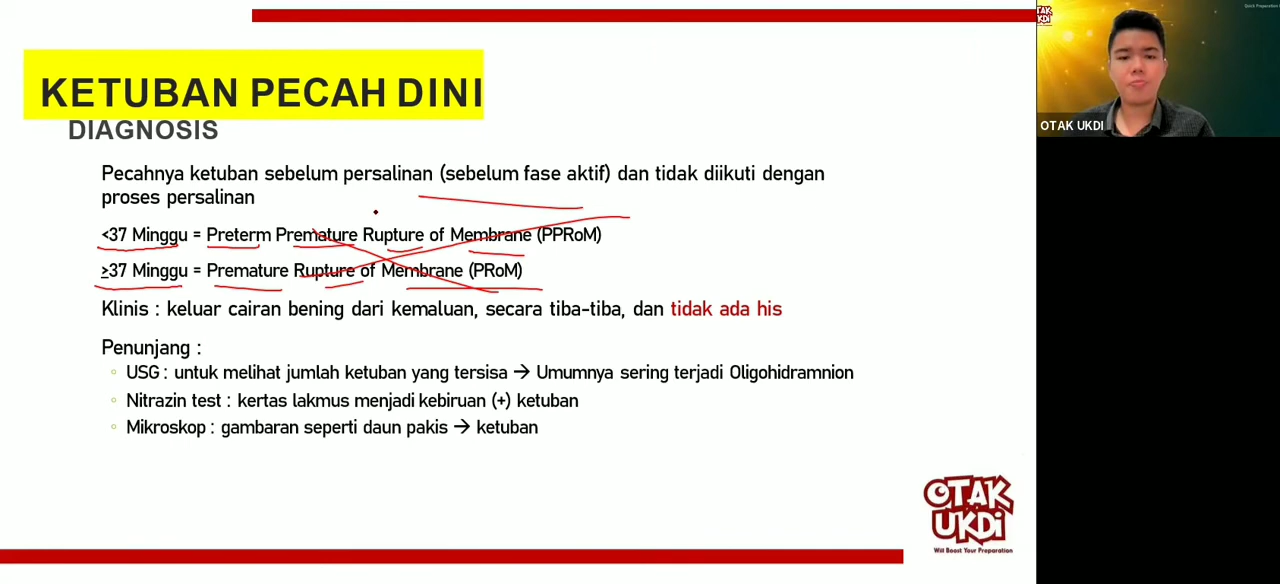 KETUBAN PECAH DINI
DIAGNOSIS
Pecahnya ketuban sebelum persalinan (sebelum fase aktif) dan tidak diikuti dengan
proses persalinan
<37 Minggu = Preterm Premature Rupture of Membrane (PPRoM)
≥37 Minggu = Premature Rupture of Membrane (PRoM)
Klinis : keluar cairan bening dari kemaluan, secara tiba-tiba, dan tidak ada his
Penunjang :
◦ USG : untuk melihat jumlah ketuban yang tersisa → Umumnya sering terjadi Oligohidramnion
◦ Nitrazin test : kertas lakmus menjadi kebiruan (+) ketuban
◦ Mikroskop : gambaran seperti daun pakis → ketuban
OTAK
UKDI
Will Boost Your Preparation
OTAK
UKDI
OTAK UKDI